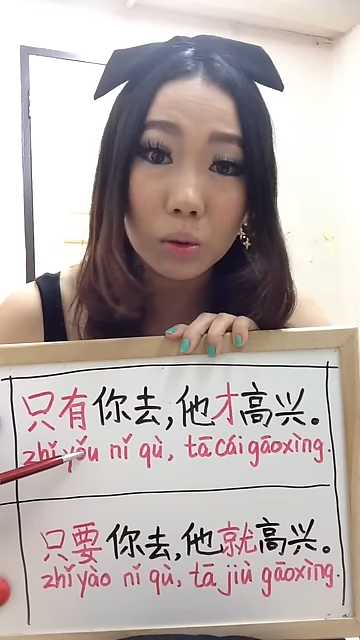 只有你去,他才高兴。
zhǐyǒu nǐ qù, tā cái gāoxìng.
只要你去,他就高兴。
zhǐyào nǐ qù, tā jiù gāoxìng.